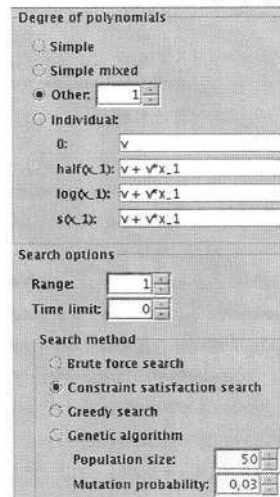 Degree of polynomials
Simple
Simple mixed
Other: 1
Individual:
0: v
half(x_1): v + v*x_1
log(x_1): v + v*x_1
s(x_1): v + v*x_1
Search options
Range: 1
Time limit: 0
Search method
Brute force search
Constraint satisfaction search
Greedy search
Genetic algorithm
Population size: 50
Mutation probability: 0,03